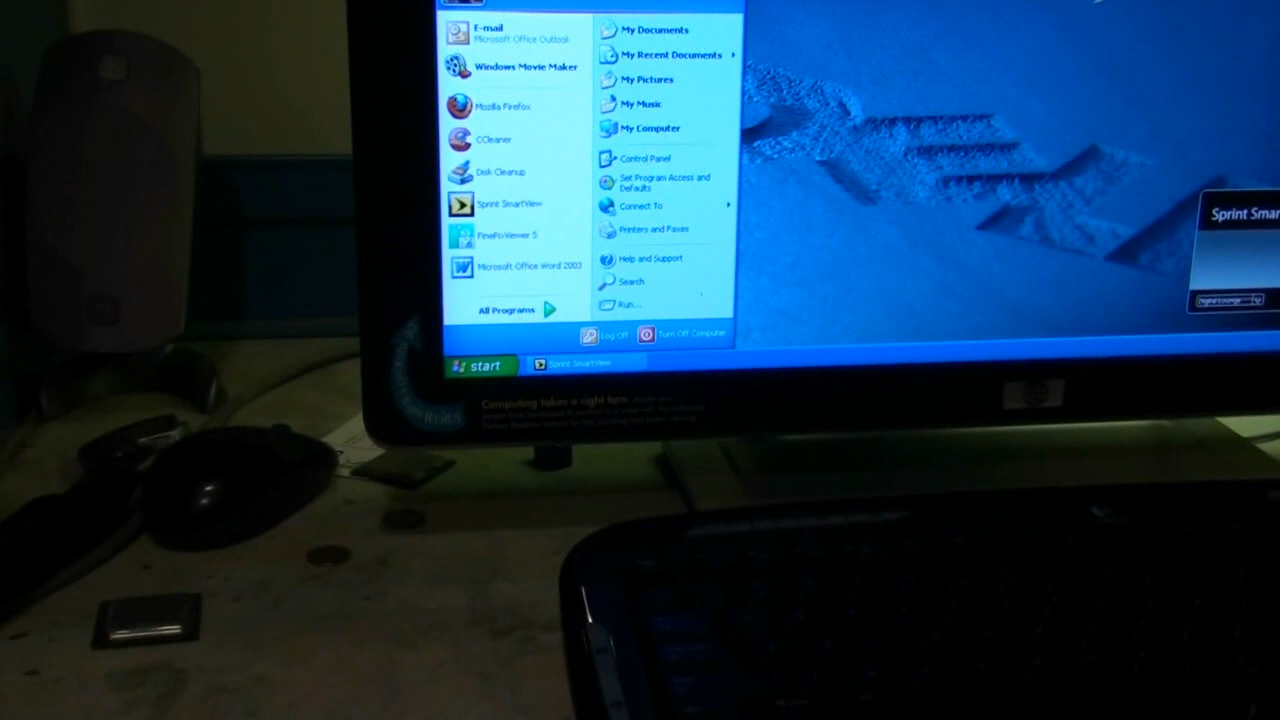 E-mail
Microsoft Office Outlook
Windows Movie Maker
Mozilla Firefox
CCleaner
Disk Cleanup
Sprint SmartView
FinePixViewer S
Microsoft Office Word 2003
All Programs
My Documents
My Recent Documents
My Pictures
My Music
My Computer
Control Panel
Set Program Access and
Defaults
Connect To
Printers and Faxes
Help and Support
Search
Run...
Log Off
Turn Off Computer
start
Sprint SmartView
Sprint Smar
Computing takes a right turn.